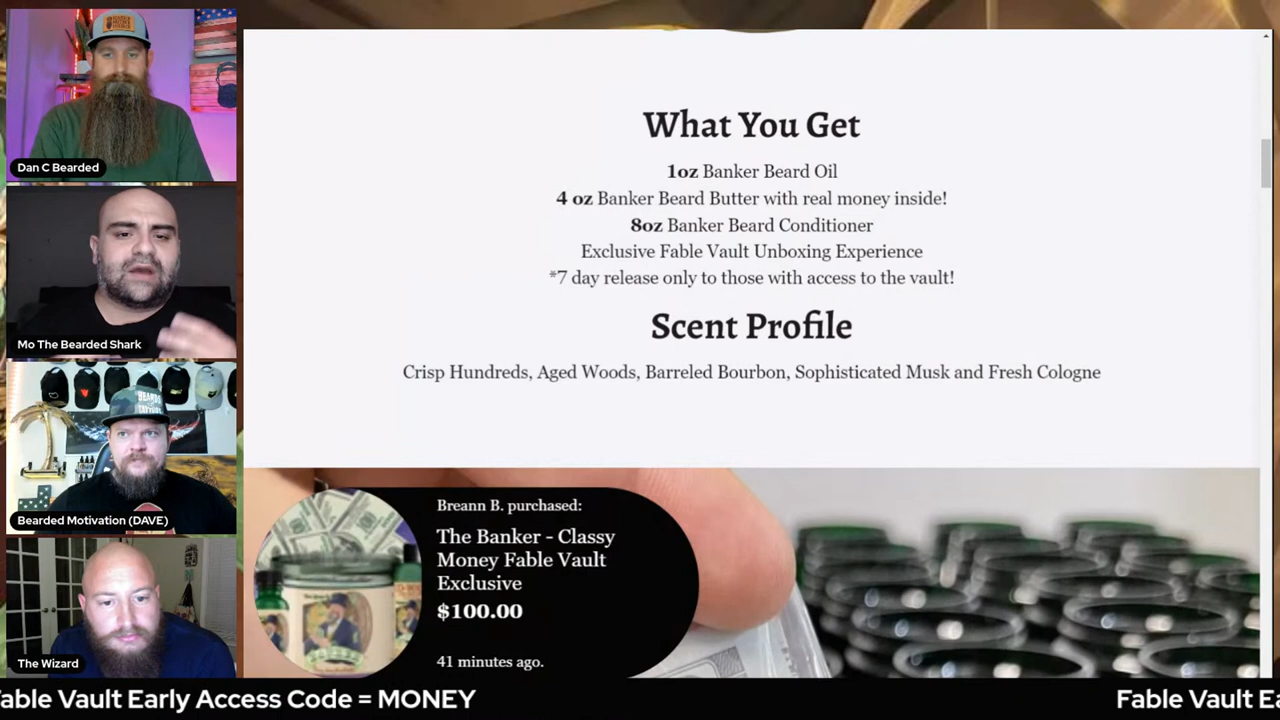 Dan C Bearded
Mo The Bearded Shark
BEARDS
TATTOOS
Bearded Motivation (DAVE)
The Wizard
What You Get
1oz Banker Beard Oil
4 oz Banker Beard Butter with real money inside!
8oz Banker Beard Conditioner
Exclusive Fable Vault Unboxing Experience
*7 day release only to those with access to the vault!
Scent Profile
Crisp Hundreds, Aged Woods, Barreled Bourbon, Sophisticated Musk and Fresh Cologne
Breann B. purchased:
The Banker - Classy
Money Fable Vault
Exclusive
$100.00
41 minutes ago.
able Vault Early Access Code = MONEY
Fable Vault Ea